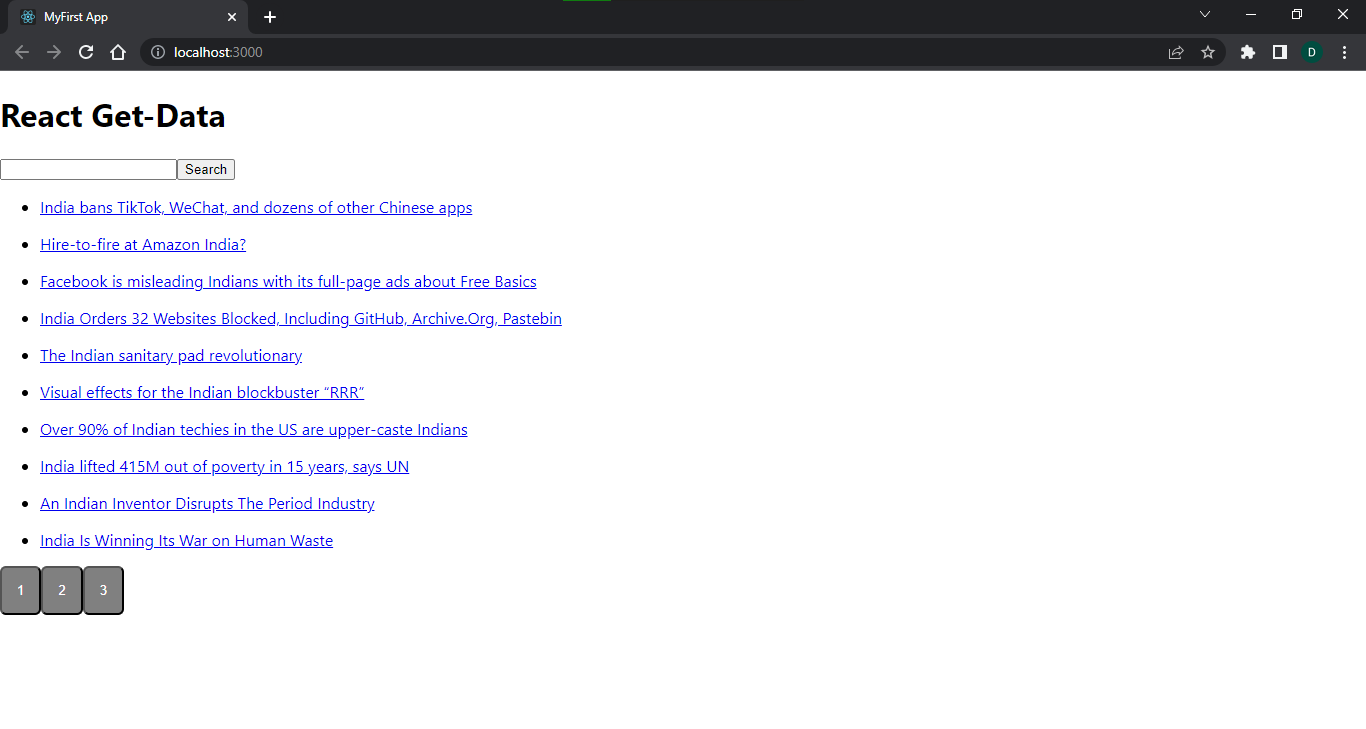 MyFirst App
localhost:3000
D
React Get-Data
Search
India bans TikTok, WeChat, and dozens of other Chinese apps
Hire-to-fire at Amazon India?
Facebook is misleading Indians with its full-page ads about Free Basics
India Orders 32 Websites Blocked, Including GitHub, Archive.Org, Pastebin
The Indian sanitary pad revolutionary
Visual effects for the Indian blockbuster “RRR”
Over 90% of Indian techies in the US are upper-caste Indians
India lifted 415M out of poverty in 15 years, says UN
An Indian Inventor Disrupts The Period Industry
India Is Winning Its War on Human Waste
1 2 3